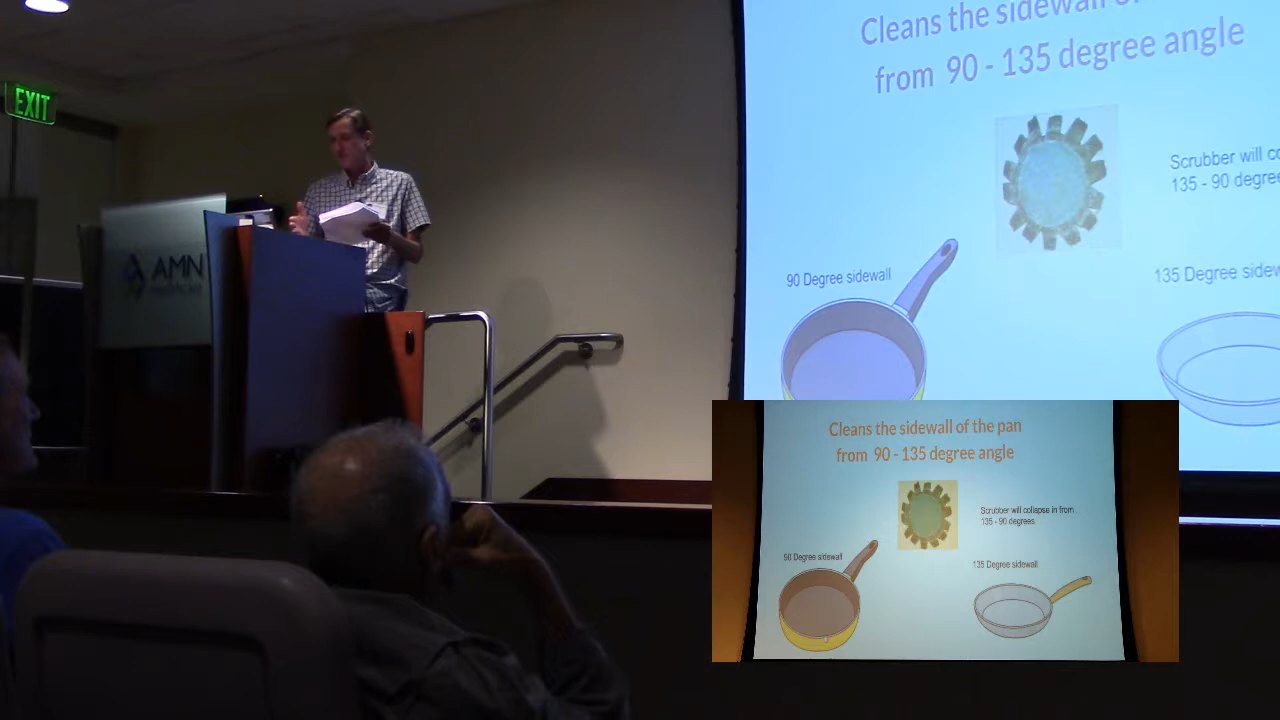 EXIT
AMN
Cleans the sidewall of
from 90 - 135 degree angle
Scrubber will co
135 - 90 degree
90 Degree sidewall
135 Degree sidew
Cleans the sidewall of the pan
from 90 - 135 degree angle
Scrubber will collapse in from
135 - 90 degrees
90 Degree sidewall
135 Degree sidewall